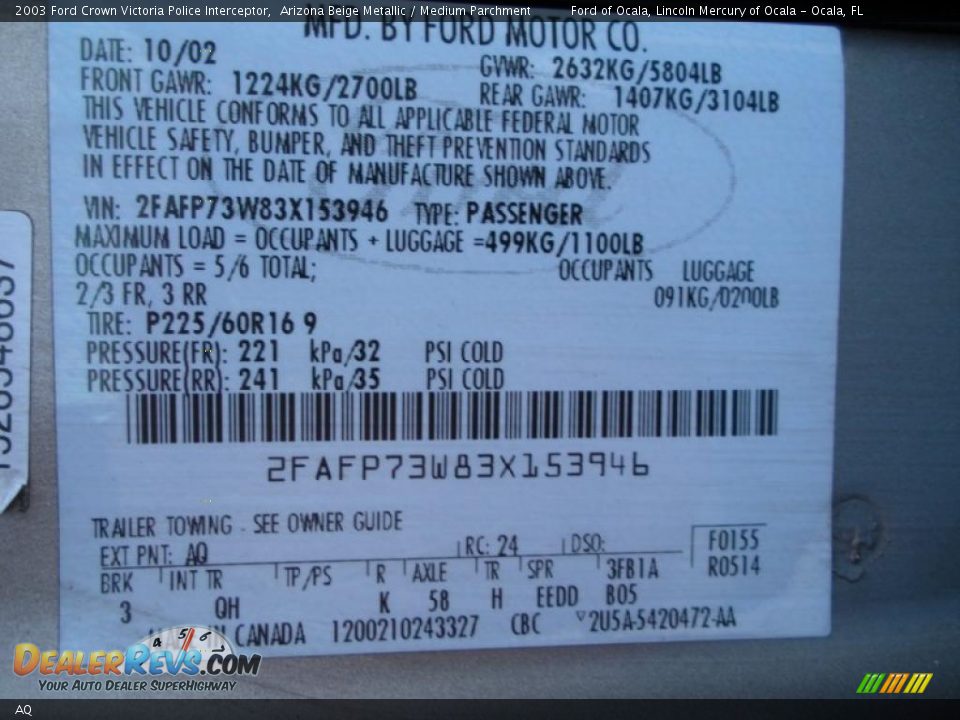 2003 Ford Crown Victoria Police Interceptor, Arizona Beige Metallic / Medium Parchment Ford of Ocala, Lincoln Mercury of Ocala - Ocala, FL
MFD. BY FORD MOTOR CO.
DATE: 10/02 GVWR: 2632KG/5804LB
FRONT GAWR: 1224KG/2700LB REAR GAWR: 1407KG/3104LB
THIS VEHICLE CONFORMS TO ALL APPLICABLE FEDERAL MOTOR
VEHICLE SAFETY, BUMPER, AND THEFT PREVENTION STANDARDS
IN EFFECT ON THE DATE OF MANUFACTURE SHOWN ABOVE.
VIN: 2FAFP73W83X153946 TYPE: PASSENGER
MAXIMUM LOAD = OCCUPANTS + LUGGAGE =499KG/1100LB
OCCUPANTS = 5/6 TOTAL; OCCUPANTS LUGGAGE
2/3 FR, 3 RR 091KG/0200LB
TIRE: P225/60R16 9
PRESSURE(FR): 221 kPa/32 PSI COLD
PRESSURE(RR): 241 kPa/35 PSI COLD
2FAFP73W83X153946
TRAILER TOWING - SEE OWNER GUIDE
EXT PNT: AQ RC: 24 DSO: F0155
BRK INT TR TP/PS R AXLE TR SPR 3FB1A R0514
3 QH K 58 H EEDD B05
IN CANADA 1200210243327 CBC 2U5A-5420472-AA
4 5 6
DEALERREVS.COM
YOUR AUTO DEALER SUPERHIGHWAY
AQ